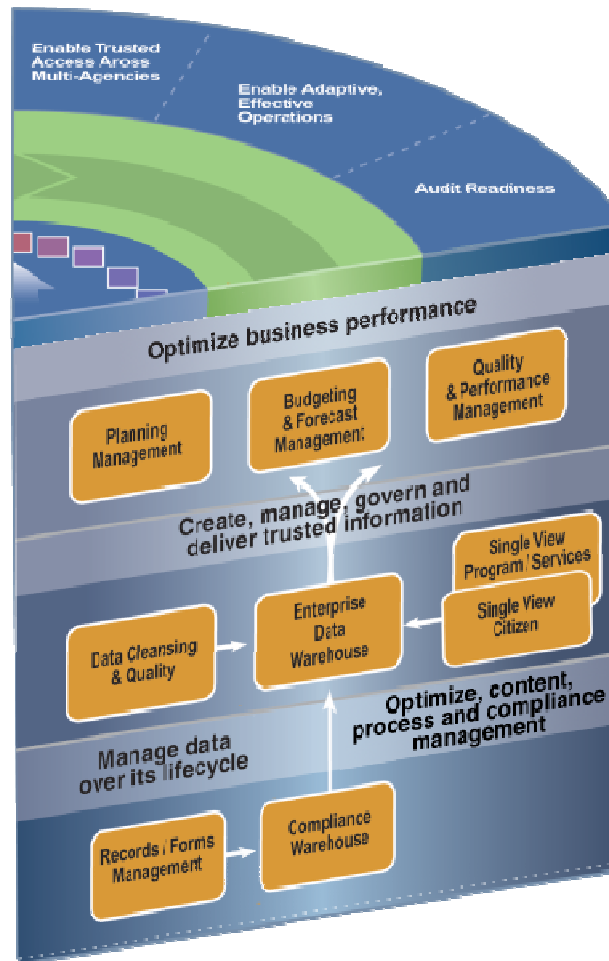 Enable Trusted
Access Aross
Multi-Agencies
Enable Adaptive,
Effective
Operations
Audit Readiness
Optimize business performance
Planning
Management
Budgeting
& Forecast
Management
Quality
& Performance
Management
Create, manage, govern and
deliver trusted information
Data Cleansing
& Quality
Enterprise
Data
Warehouse
Single View
Program / Services
Single View
Citizen
Manage data
over its lifecycle
Optimize, content,
process and compliance
management
Records / Forms
Management
Compliance
Warehouse